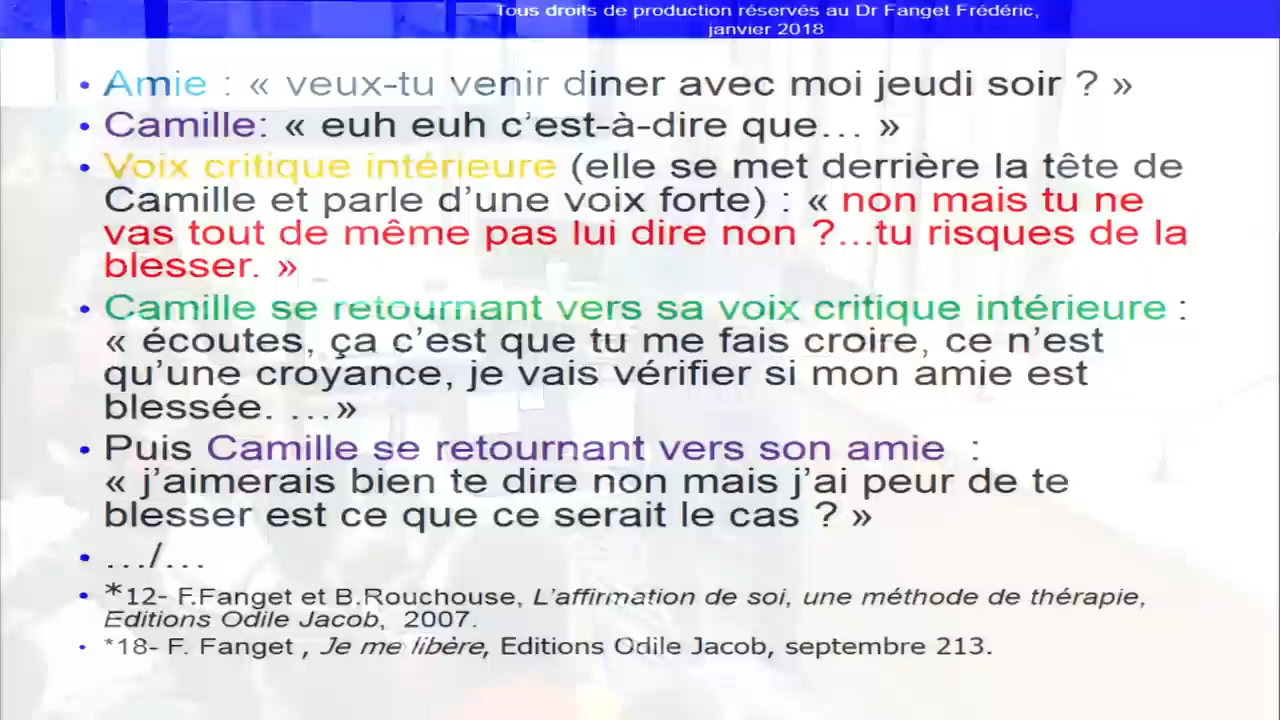 Tous droits de production réservés au Dr Fanget Frédéric,
janvier 2018
• Amie : « veux-tu venir diner avec moi jeudi soir ? »
• Camille: « euh euh c’est-à-dire que… »
• Voix critique intérieure (elle se met derrière la tête de
Camille et parle d’une voix forte) : « non mais tu ne
vas tout de même pas lui dire non ?...tu risques de la
blesser. »
• Camille se retournant vers sa voix critique intérieure :
« écoutes, ça c’est que tu me fais croire, ce n’est
qu’une croyance, je vais vérifier si mon amie est
blessée. …»
• Puis Camille se retournant vers son amie :
« j’aimerais bien te dire non mais j’ai peur de te
blesser est ce que ce serait le cas ? »
• …/…
• *12- F.Fanget et B.Rouchouse, L’affirmation de soi, une méthode de thérapie,
Editions Odile Jacob, 2007.
• *18- F. Fanget , Je me libère, Editions Odile Jacob, septembre 213.